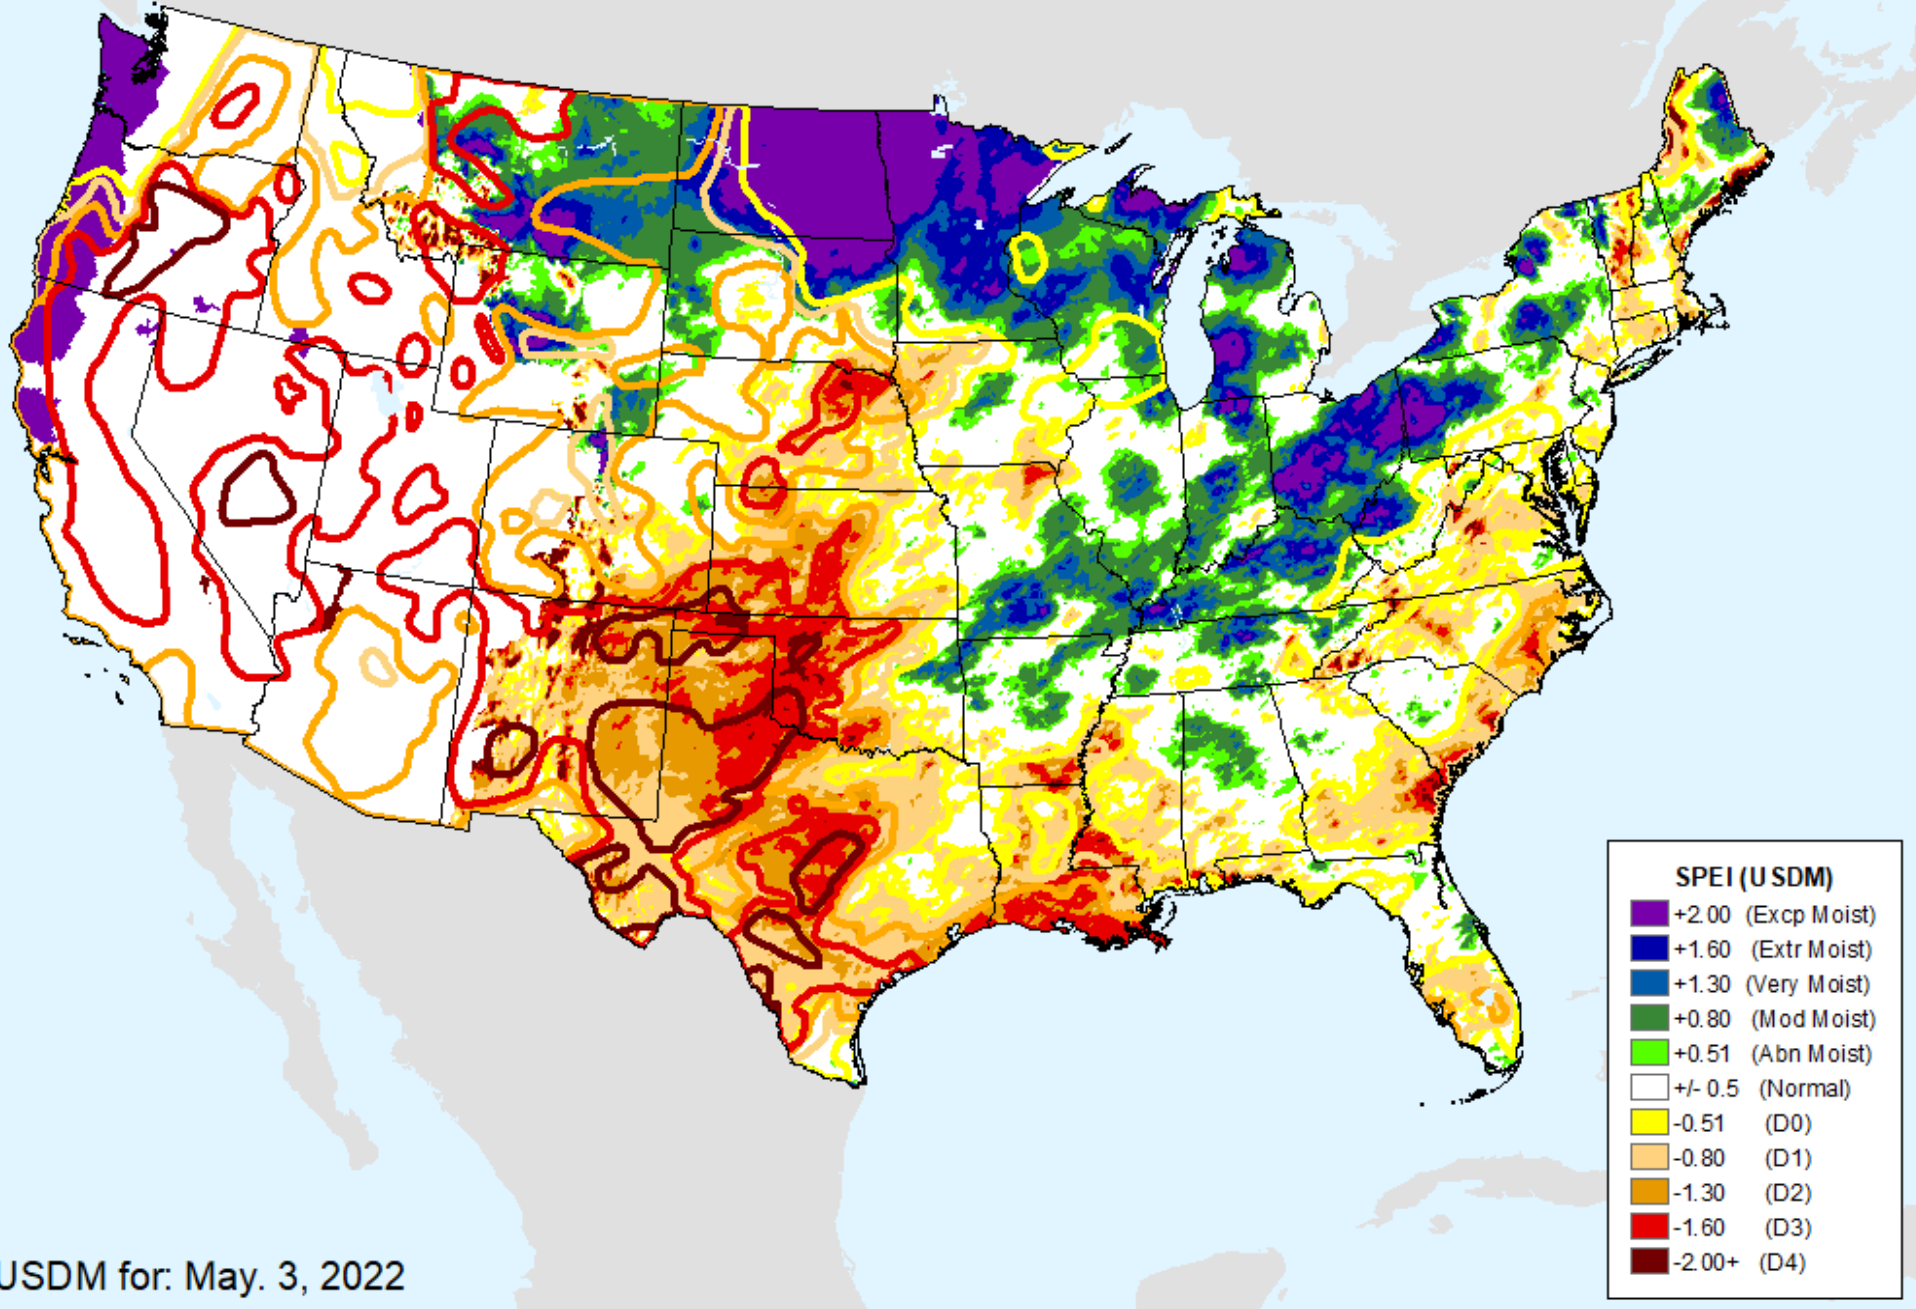 SPEI (USDM)
+2.00 (Excp Moist)
+1.60 (Extr Moist)
+1.30 (Very Moist)
+0.80 (Mod Moist)
+0.51 (Abn Moist)
+/- 0.5 (Normal)
-0.51 (D0)
-0.80 (D1)
-1.30 (D2)
-1.60 (D3)
-2.00+ (D4)
USDM for: May. 3, 2022